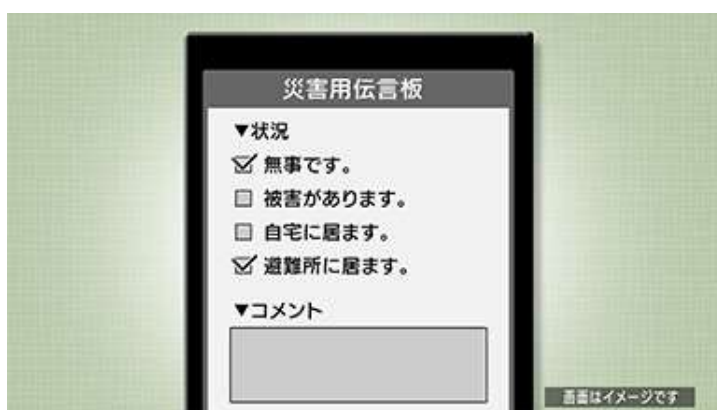 災害用伝言板
▼状況
☑ 無事です。
□ 被害があります。
□ 自宅に居ます。
☑ 避難所に居ます。
▼コメント
画面はイメージです